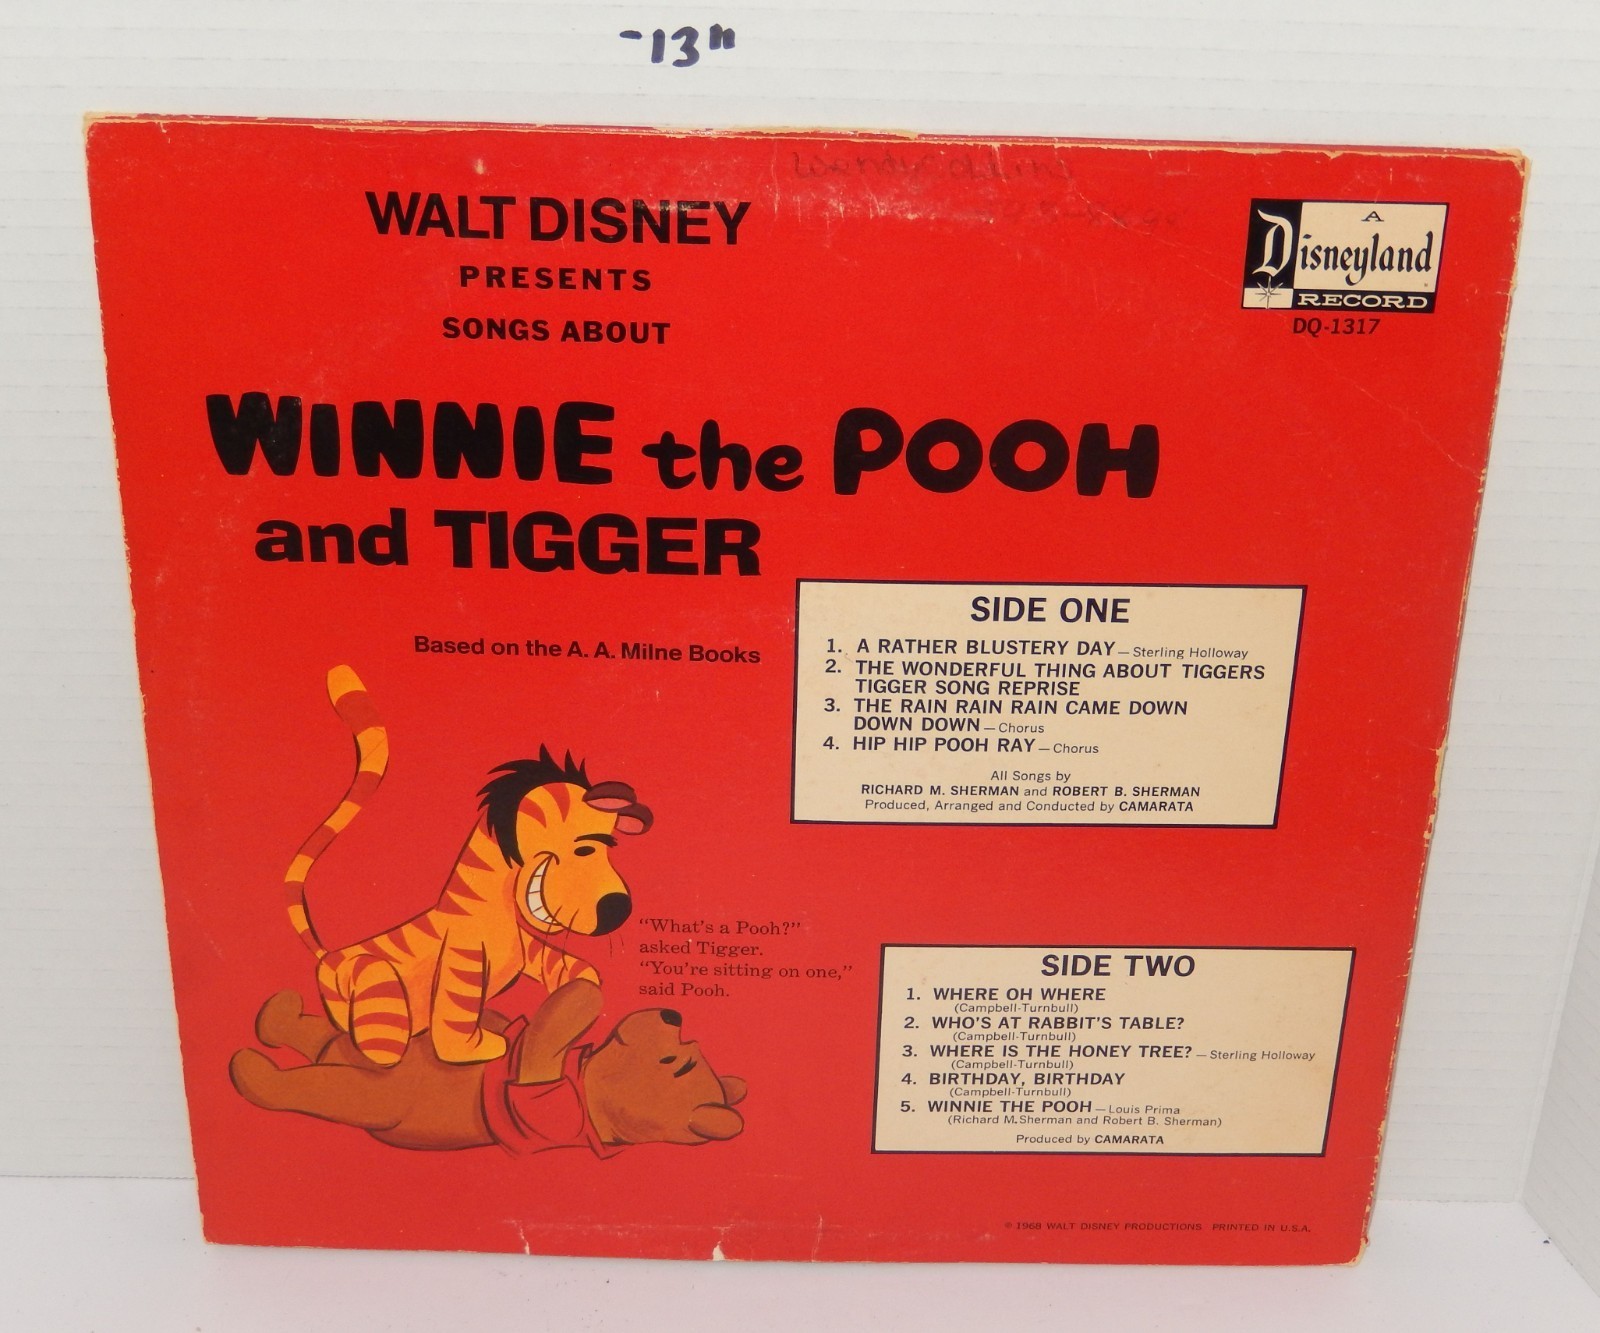 -13"
WALT DISNEY
PRESENTS
SONGS ABOUT
WINNIE the POOH
and TIGGER
Based on the A. A. Milne Books
A
Disneyland
RECORD
DQ-1317
SIDE ONE
1. A RATHER BLUSTERY DAY — Sterling Holloway
2. THE WONDERFUL THING ABOUT TIGGERS
TIGGER SONG REPRISE
3. THE RAIN RAIN RAIN CAME DOWN
DOWN DOWN — Chorus
4. HIP HIP POOH RAY — Chorus
All Songs by
RICHARD M. SHERMAN and ROBERT B. SHERMAN
Produced, Arranged and Conducted by CAMARATA
"What's a Pooh?"
asked Tigger.
"You're sitting on one,"
said Pooh.
SIDE TWO
1. WHERE OH WHERE
(Campbell-Turnbull)
2. WHO'S AT RABBIT'S TABLE?
(Campbell-Turnbull)
3. WHERE IS THE HONEY TREE? — Sterling Holloway
(Campbell-Turnbull)
4. BIRTHDAY, BIRTHDAY
(Campbell-Turnbull)
5. WINNIE THE POOH — Louis Prima
(Richard M. Sherman and Robert B. Sherman)
Produced by CAMARATA
© 1968 WALT DISNEY PRODUCTIONS PRINTED IN U.S.A.